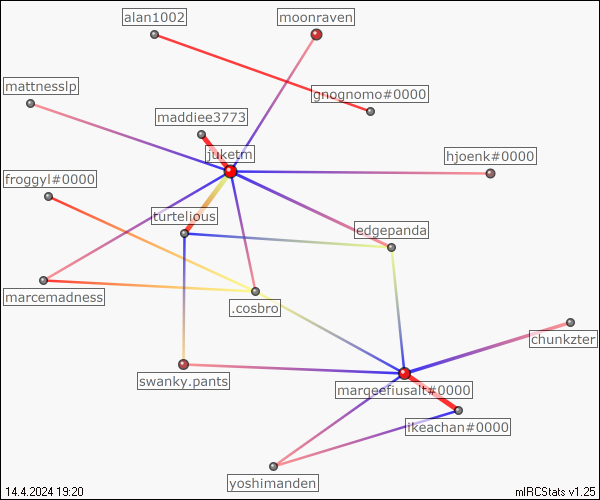 alan1002
moonraven
mattnesslp
gnognomo#0000
maddiee3773
juketm
hjoenk#0000
froggyl#0000
turtelious
ledgepanda
marcemadness
.cosbro
chunkzter
swanky.pants
margeefiusalt#0000
ikeachan#0000
yoshimanden
14.4.2024 19:20
mIRCStats v1.25